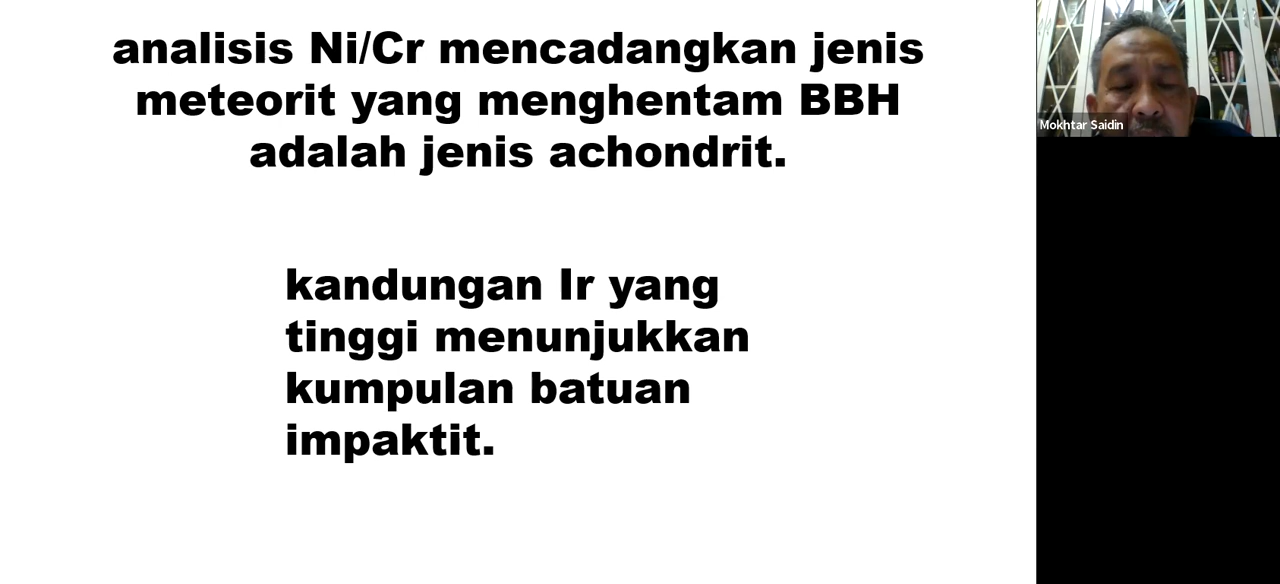 analisis Ni/Cr mencadangkan jenis
meteorit yang menghentam BBH
adalah jenis achondrit.
kandungan Ir yang
tinggi menunjukkan
kumpulan batuan
impaktit.
Mokhtar Saidin